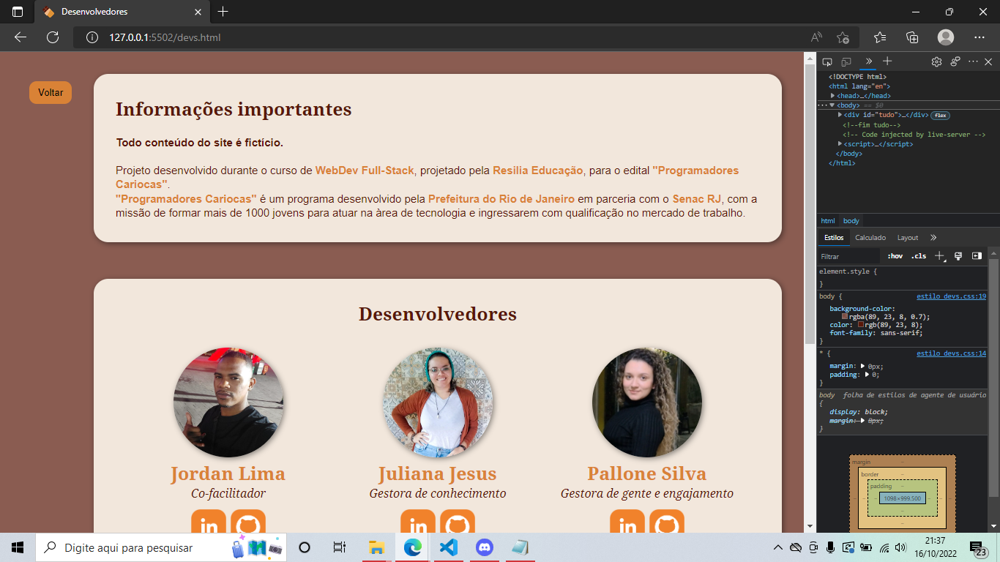 Desenvolvedores
127.0.0.1:5502/devs.html
Voltar
Informações importantes
Todo conteúdo do site é fictício.
Projeto desenvolvido durante o curso de WebDev Full-Stack, projetado pela Resilia Educação, para o edital "Programadores
Cariocas".
"Programadores Cariocas" é um programa desenvolvido pela Prefeitura do Rio de Janeiro em parceria com o Senac RJ, com a
missão de formar mais de 1000 jovens para atuar na àrea de tecnologia e ingressarem com qualificação no mercado de trabalho.
Desenvolvedores
Jordan Lima
Co-facilitador
in
Juliana Jesus
Gestora de conhecimento
in
Pallone Silva
Gestora de gente e engajamento
in
<!DOCTYPE html>
<html lang="en">
<head>…</head>
<body> == $0
<div id="tudo">…</div> flex
<!--fim tudo-->
<!-- Code injected by live-server -->
<script>…</script>
</body>
</html>
html body
Estilos Calculado Layout
Filtrar :hov .cls
element.style {
}
body { estilo devs.css:19
background-color:
rgba(89, 23, 8, 0.7);
color: rgb(89, 23, 8);
font-family: sans-serif;
}
* { estilo devs.css:14
margin: 0px;
padding: 0;
}
body folha de estilos de agente de usuário
{
display: block;
margin: 8px;
}
margin -
border -
padding -
1098×999.500
Digite aqui para pesquisar
21:37
16/10/2022
23